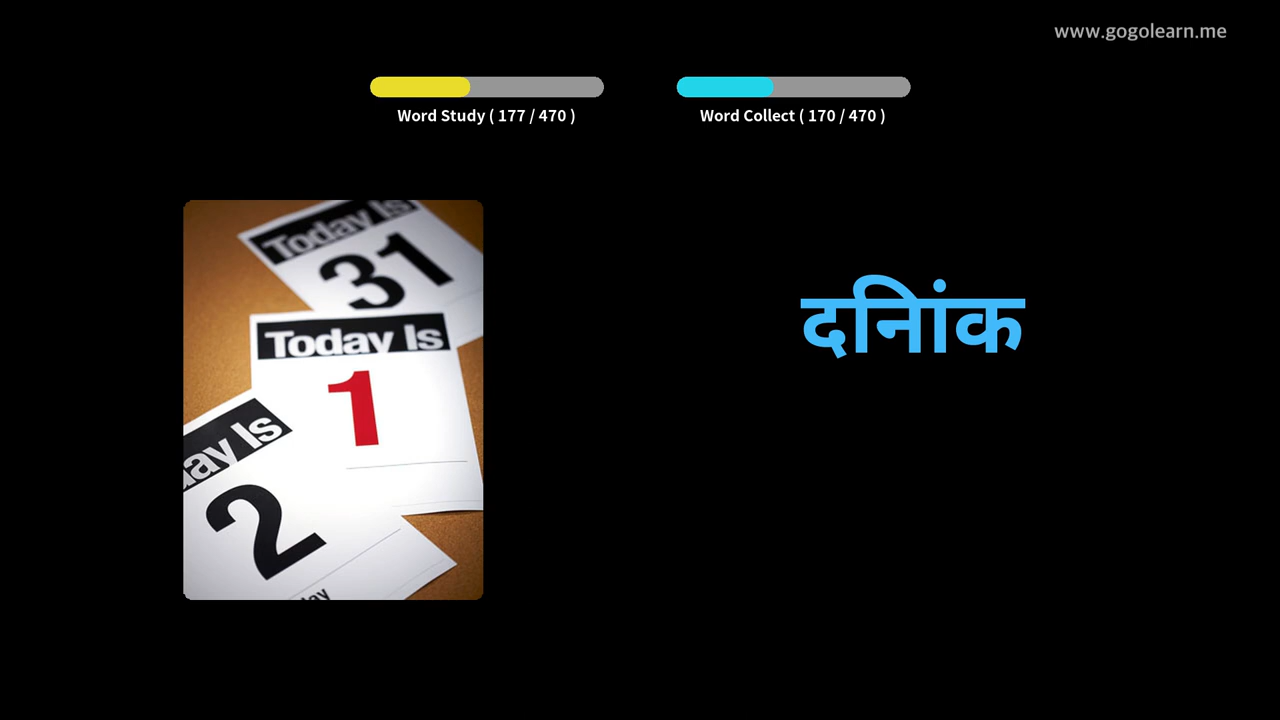 www.gogolearn.me
Word Study ( 177 / 470 )
Word Collect ( 170 / 470 )
Today Is
31
Today Is
1
ay Is
2
दनिांक